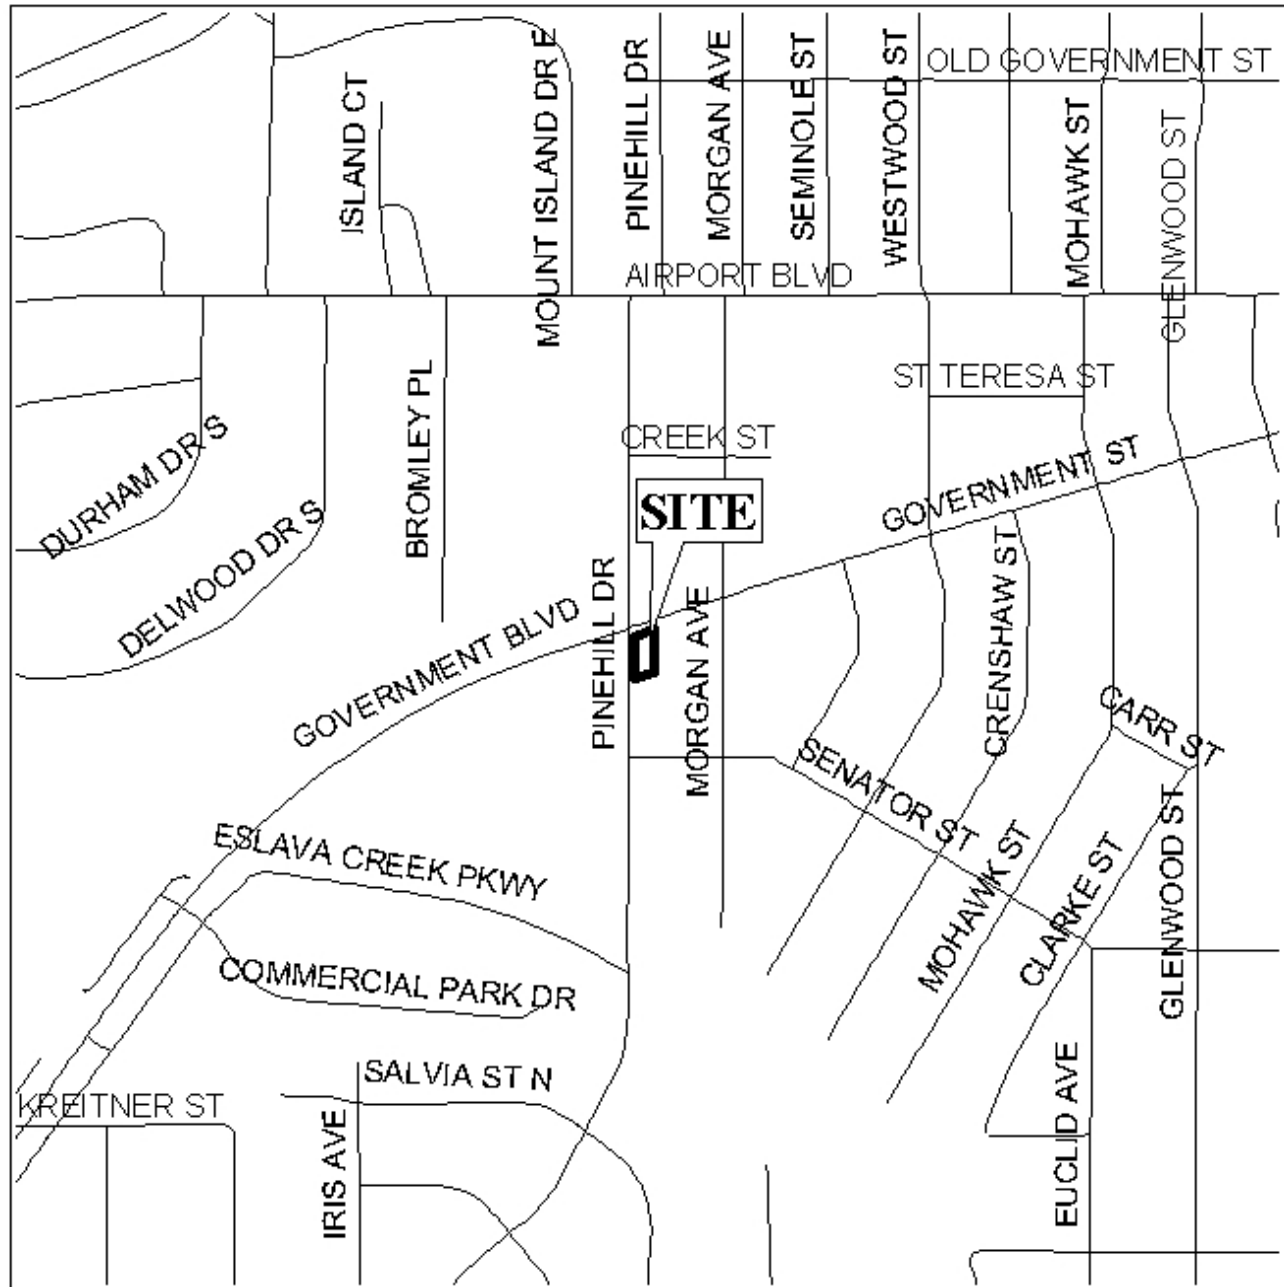 OLD GOVERNMENT ST
ISLAND CT
MOUNT ISLAND DR E
PINEHILL DR
MORGAN AVE
SEMINOLE ST
WESTWOOD ST
MOHAWK ST
GLENWOOD ST
AIRPORT BLVD
ST TERESA ST
BROMLEY PL
CREEK ST
DURHAM DR S
DELWOOD DR S
GOVERNMENT ST
SITE
GOVERNMENT BLVD
PINEHILL DR
MORGAN AVE
CRENSHAW ST
CARR ST
SENATOR ST
ESLAVA CREEK PKWY
MOHAWK ST
CLARKE ST
GLENWOOD ST
COMMERCIAL PARK DR
SALVIA ST N
KREITNER ST
IRIS AVE
EUCLID AVE